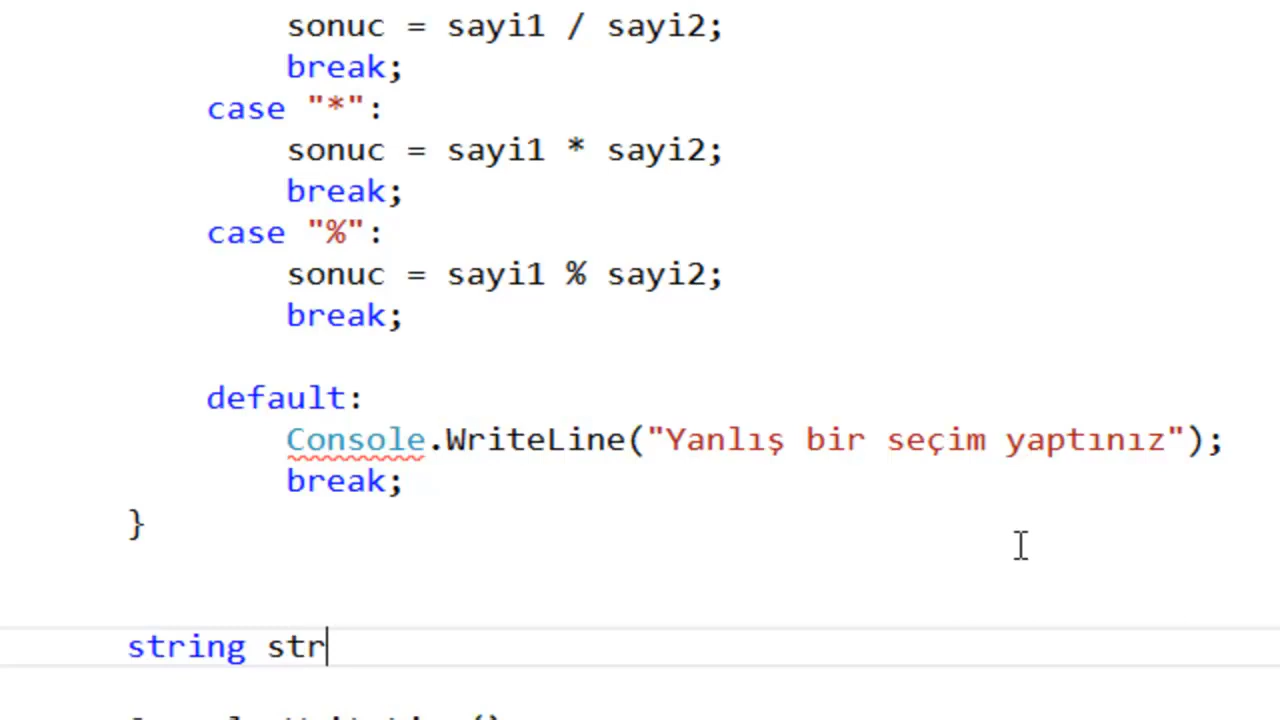 sonuc = sayi1 / sayi2;
break;
case "*":
sonuc = sayi1 * sayi2;
break;
case "%":
sonuc = sayi1 % sayi2;
break;
default:
Console.WriteLine("Yanlış bir seçim yaptınız");
break;
}
string str